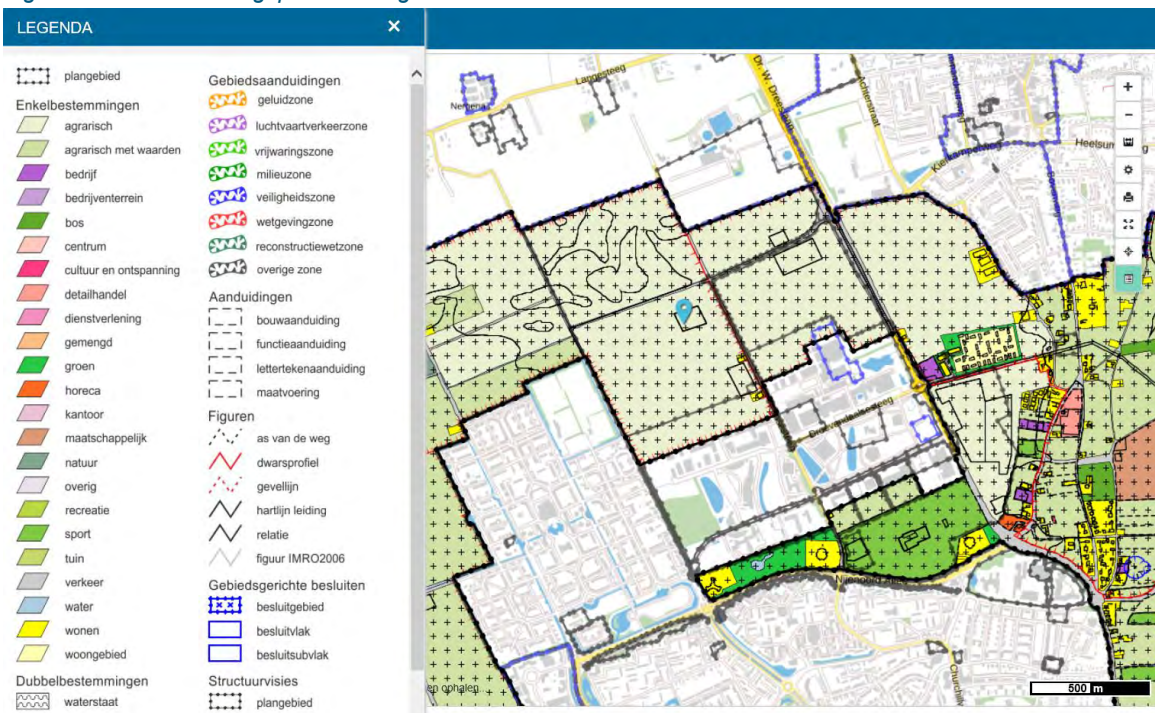 LEGENDA ×
plangebied
Enkelbestemmingen
agrarisch
agrarisch met waarden
bedrijf
bedrijventerrein
bos
centrum
cultuur en ontspanning
detailhandel
dienstverlening
gemengd
groen
horeca
kantoor
maatschappelijk
natuur
overig
recreatie
sport
tuin
verkeer
water
wonen
woongebied
Dubbelbestemmingen
waterstaat
Gebiedsaanduidingen
geluidzone
luchtvaartverkeerzone
vrijwaringszone
milieuzone
veiligheidszone
wetgevingzone
reconstructiewetzone
overige zone
Aanduidingen
bouwaanduiding
functieaanduiding
lettertekenaanduiding
maatvoering
Figuren
as van de weg
dwarsprofiel
gevellijn
hartlijn leiding
relatie
figuur IMRO2006
Gebiedsgerichte besluiten
besluitgebied
besluitvlak
besluitsubvlak
Structuurvisies
plangebied
Langesteeg
Nergena
Achterstraat
Kierkamperweg
+
−
500 m